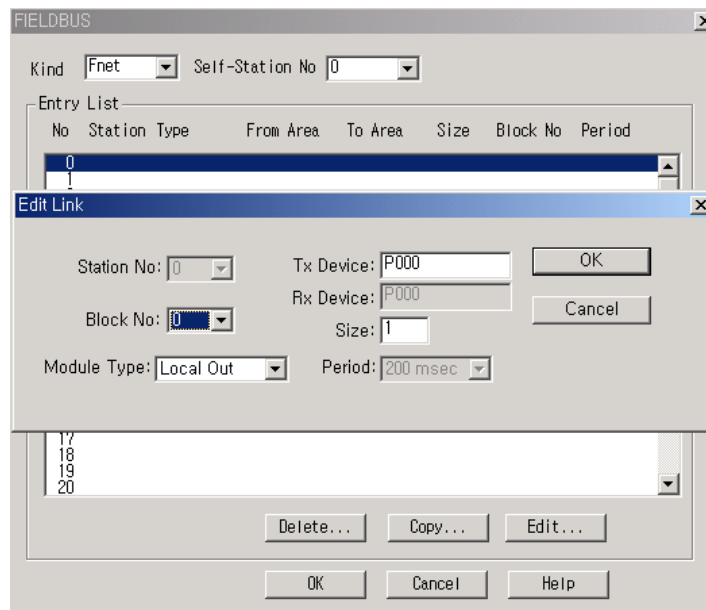 FIELDBUS
Kind Fnet Self-Station No 0
Entry List
No Station Type From Area To Area Size Block No Period
0
1
Edit Link
Station No: 0 Tx Device: P000 OK
Rx Device: P000
Block No: 0 Cancel
Size: 1
Module Type: Local Out Period: 200 msec
17
18
19
20
Delete... Copy... Edit...
OK Cancel Help